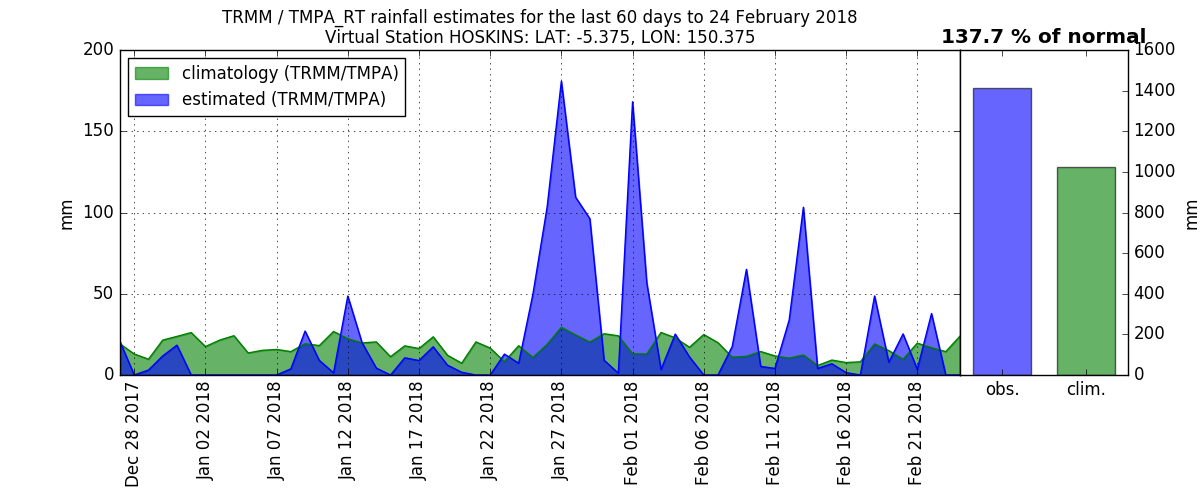 TRMM / TMPA_RT rainfall estimates for the last 60 days to 24 February 2018
Virtual Station HOSKINS: LAT: -5.375, LON: 150.375
137.7 % of normal
climatology (TRMM/TMPA)
estimated (TRMM/TMPA)
200
150
100
50
0
mm
1600
1400
1200
1000
800
600
400
200
0
mm
Dec 28 2017
Jan 02 2018
Jan 07 2018
Jan 12 2018
Jan 17 2018
Jan 22 2018
Jan 27 2018
Feb 01 2018
Feb 06 2018
Feb 11 2018
Feb 16 2018
Feb 21 2018
obs.
clim.